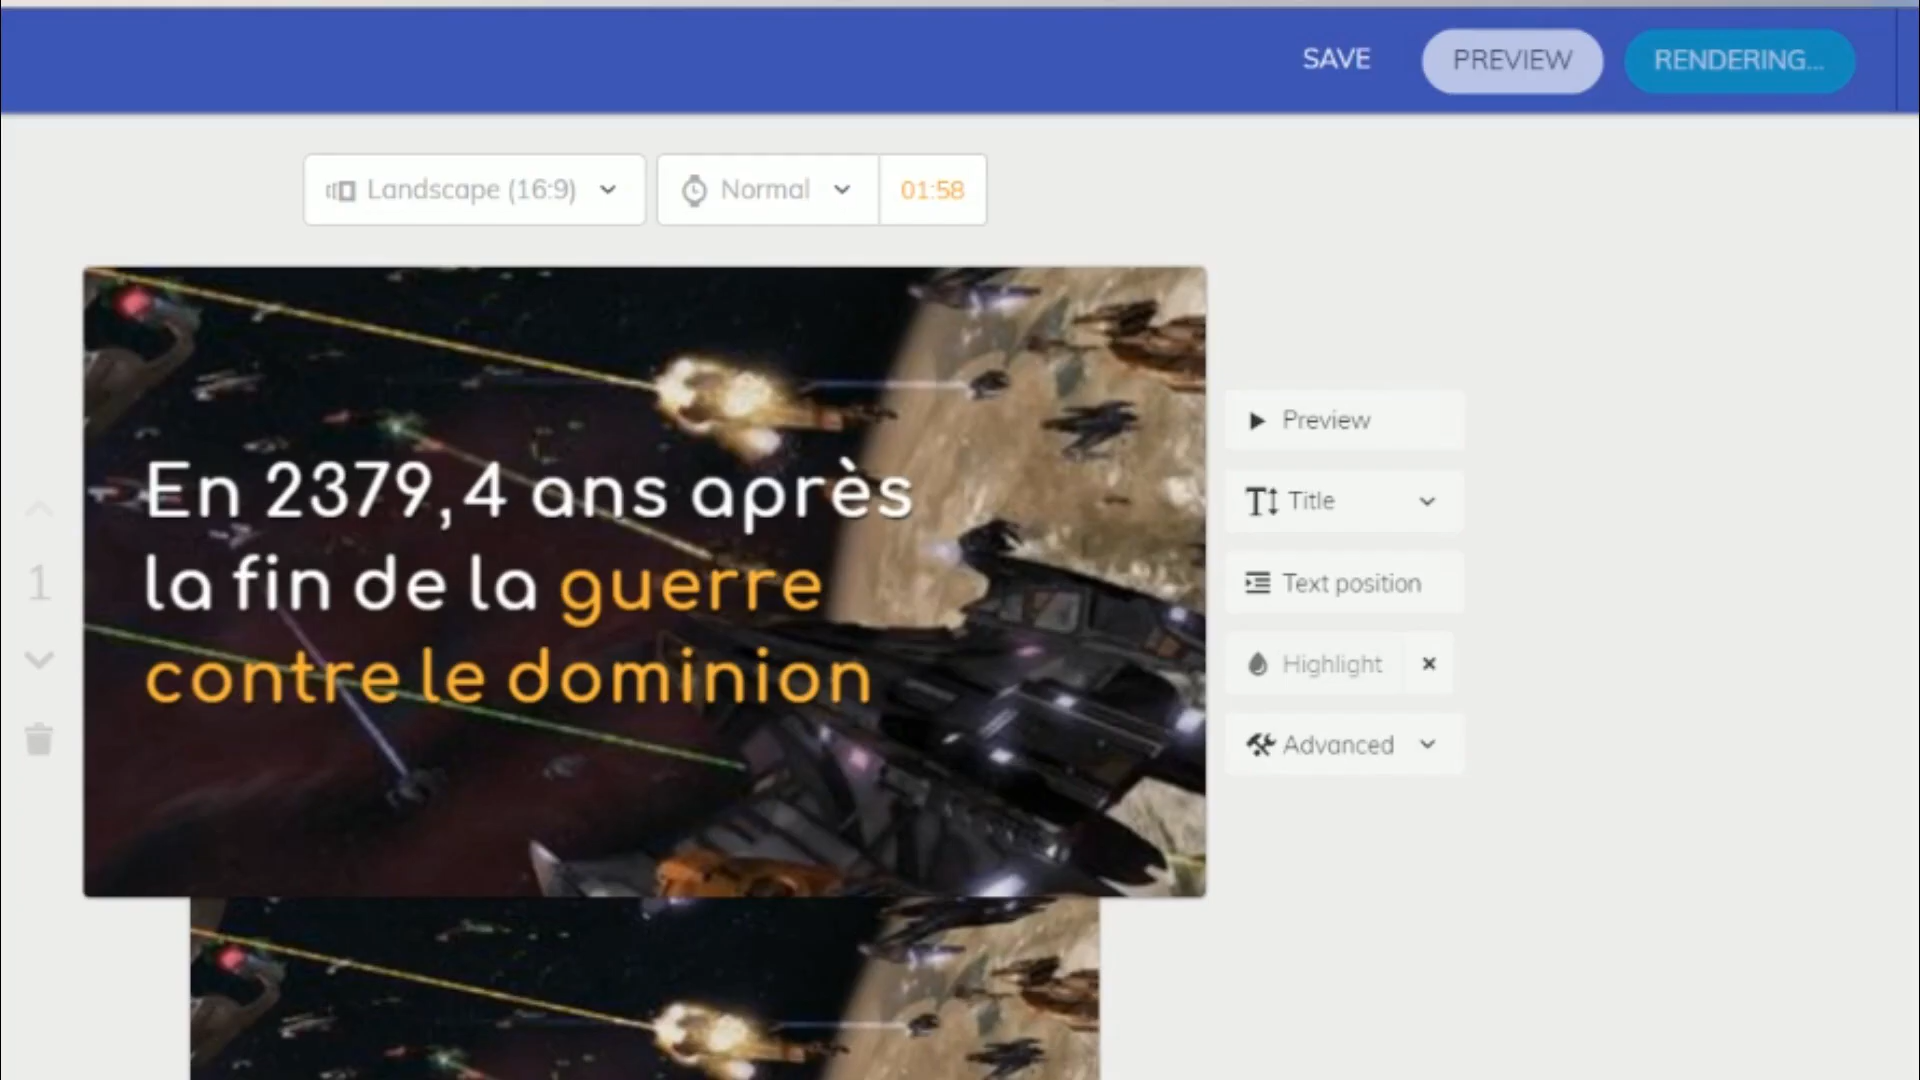 SAVE PREVIEW RENDERING...
Landscape (16:9) Normal 01:58
En 2379,4 ans après
la fin de la guerre
contre le dominion
1
Preview
Title
Text position
Highlight
Advanced